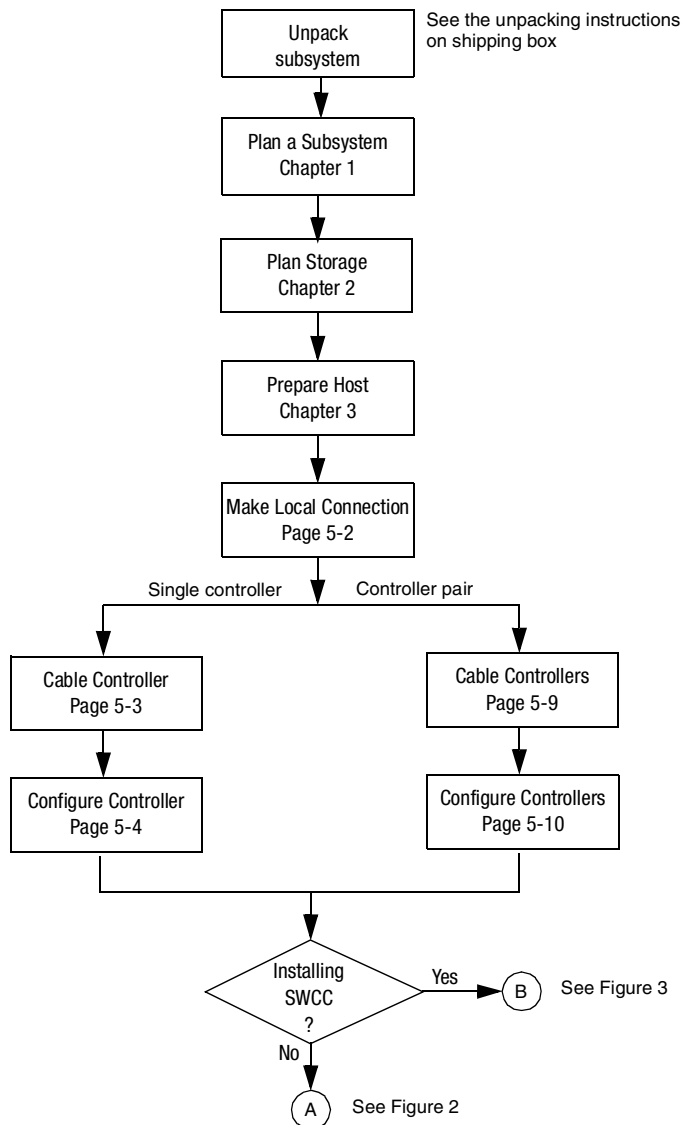 Unpack
subsystem
See the unpacking instructions
on shipping box
Plan a Subsystem
Chapter 1
Plan Storage
Chapter 2
Prepare Host
Chapter 3
Make Local Connection
Page 5-2
Single controller
Controller pair
Cable Controller
Page 5-3
Cable Controllers
Page 5-9
Configure Controller
Page 5-4
Configure Controllers
Page 5-10
Installing
SWCC
?
Yes
B
See Figure 3
No
A
See Figure 2